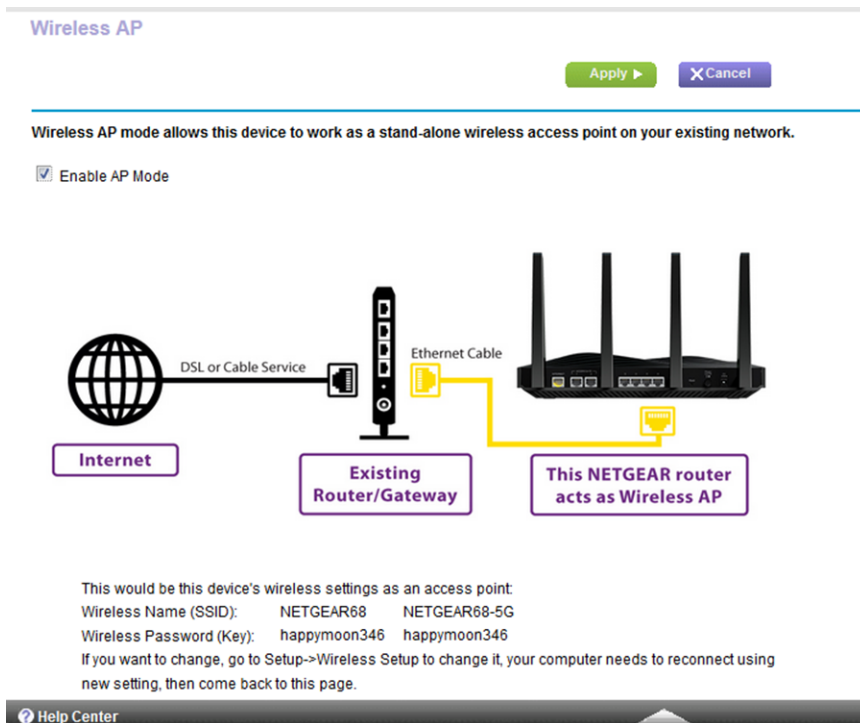 Wireless AP
Apply
Cancel
Wireless AP mode allows this device to work as a stand-alone wireless access point on your existing network.
Enable AP Mode
DSL or Cable Service
Ethernet Cable
Internet
Existing
Router/Gateway
This NETGEAR router
acts as Wireless AP
This would be this device's wireless settings as an access point:
Wireless Name (SSID): NETGEAR68 NETGEAR68-5G
Wireless Password (Key): happymoon346 happymoon346
If you want to change, go to Setup->Wireless Setup to change it, your computer needs to reconnect using
new setting, then come back to this page.
Help Center